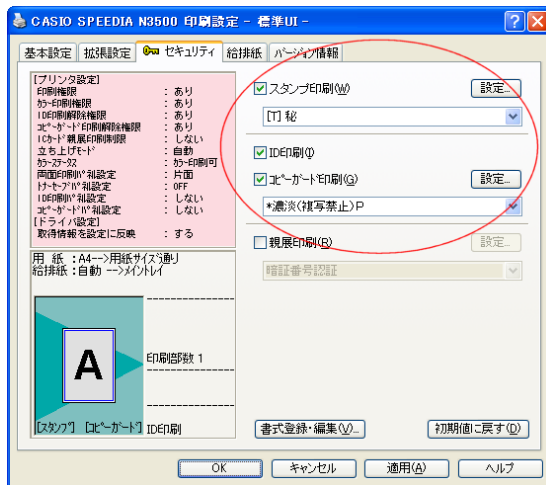 CASIO SPEEDIA N3500 印刷設定 - 標準UI -
基本設定 拡張設定 セキュリティ 給排紙 バージョン情報
[プリンタ設定]
印刷権限 : あり
カラー印刷権限 : あり
ID印刷解除権限 : あり
コピーガード印刷解除権限 : あり
ICカード親展印刷制限 : しない
立ち上げモード : 自動
カラーステータス : カラー印刷可
両面印刷パネル設定 : 片面
トナーセーブパネル設定 : OFF
ID印刷パネル設定 : しない
コピーガードパネル設定 : しない
[ドライバ設定]
取得情報を設定に反映 : する
用 紙 : A4-->用紙サイズ通り
給排紙 : 自動 -->メイントレイ
A
印刷部数 1
[スタンプ] [コピーガード] ID印刷
スタンプ印刷(W) 設定...
[T] 秘
ID印刷(I)
コピーガード印刷(G) 設定...
*濃淡<複写禁止>P
親展印刷(R) 設定...
暗証番号認証
書式登録・編集(V)... 初期値に戻す(D)
OK キャンセル 適用(A) ヘルプ